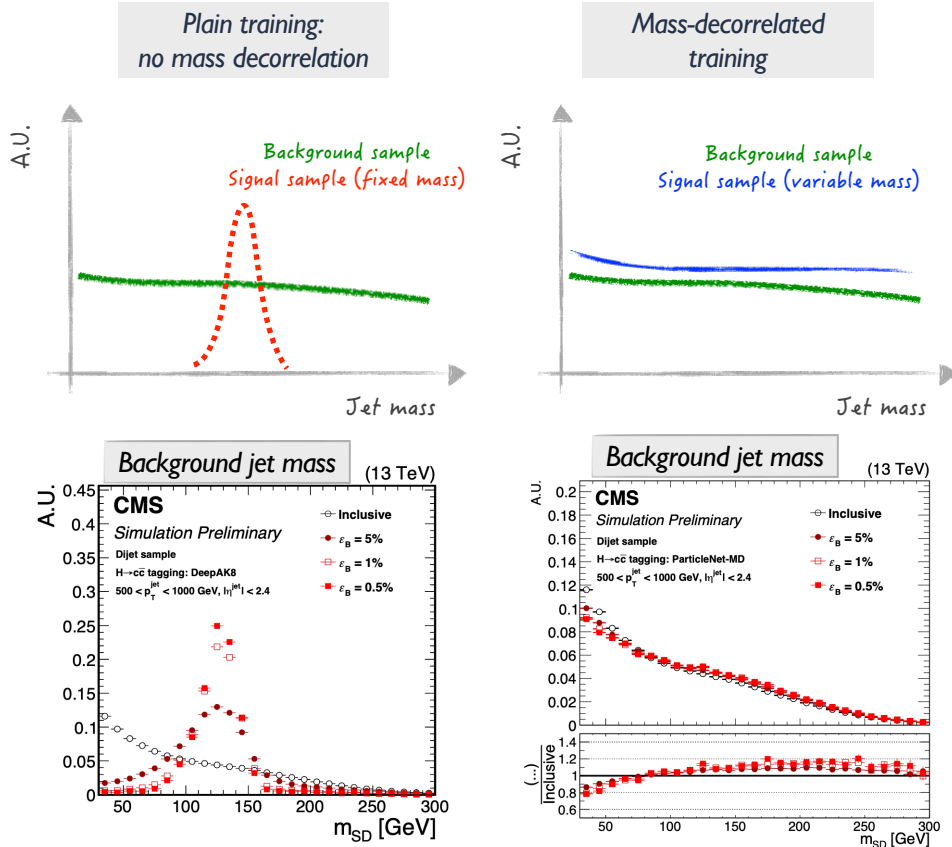 Plain training:
no mass decorrelation
Mass-decorrelated
training
A.U.
Background sample
Signal sample (fixed mass)
Jet mass
A.U.
Background sample
Signal sample (variable mass)
Jet mass
Background jet mass
(13 TeV)
A.U.
0.45
0.4
0.35
0.3
0.25
0.2
0.15
0.1
0.05
0
CMS
Simulation Preliminary
Dijet sample
H→cc̄ tagging: DeepAK8
500 < p_T^jet < 1000 GeV, |η^jet| < 2.4
Inclusive
ε_B = 5%
ε_B = 1%
ε_B = 0.5%
50 100 150 200 250 300
m_SD [GeV]
Background jet mass
(13 TeV)
A.U.
0.2
0.18
0.16
0.14
0.12
0.1
0.08
0.06
0.04
0.02
0
CMS
Simulation Preliminary
Dijet sample
H→cc̄ tagging: ParticleNet-MD
500 < p_T^jet < 1000 GeV, |η^jet| < 2.4
Inclusive
ε_B = 5%
ε_B = 1%
ε_B = 0.5%
(...)
Inclusive
1.4
1.2
1
0.8
0.6
50 100 150 200 250 300
m_SD [GeV]